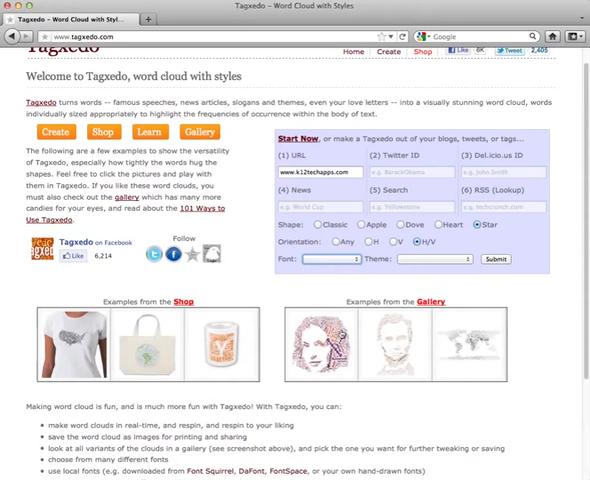 Tagxedo – Word Cloud with Styles
Tagxedo – Word Cloud with Styl...
www.tagxedo.com
Google
Tagxedo
Home Create Shop Like 6K Tweet 2,405
Welcome to Tagxedo, word cloud with styles
Tagxedo turns words -- famous speeches, news articles, slogans and themes, even your love letters -- into a visually stunning word cloud, words
individually sized appropriately to highlight the frequencies of occurrence within the body of text.
Create Shop Learn Gallery
The following are a few examples to show the versatility
of Tagxedo, especially how tightly the words hug the
shapes. Feel free to click the pictures and play with
them in Tagxedo. If you like these word clouds, you
must also check out the gallery which has many more
candies for your eyes, and read about the 101 Ways to
Use Tagxedo.
Tagxedo on Facebook
Like 6,214
Follow
Start Now, or make a Tagxedo out of your blogs, tweets, or tags...
(1) URL (2) Twitter ID (3) Del.icio.us ID
www.k12techapps.com e.g. BarackObama e.g. John.Smith
(4) News (5) Search (6) RSS (Lookup)
e.g. World Cup e.g. Yellowstone e.g. techcrunch.com
Shape: Classic Apple Dove Heart Star
Orientation: Any H V H/V
Font: Theme: Submit
Examples from the Shop
Examples from the Gallery
Making word cloud is fun, and is much more fun with Tagxedo! With Tagxedo, you can:
make word clouds in real-time, and respin, and respin to your liking
save the word clouds as images for printing and sharing
look at all variants of the clouds in a gallery (see screenshot above), and pick the one you want for further tweaking or saving
choose from many different fonts
use local fonts (e.g. downloaded from Font Squirrel, DaFont, FontSpace, or your own hand-drawn fonts)